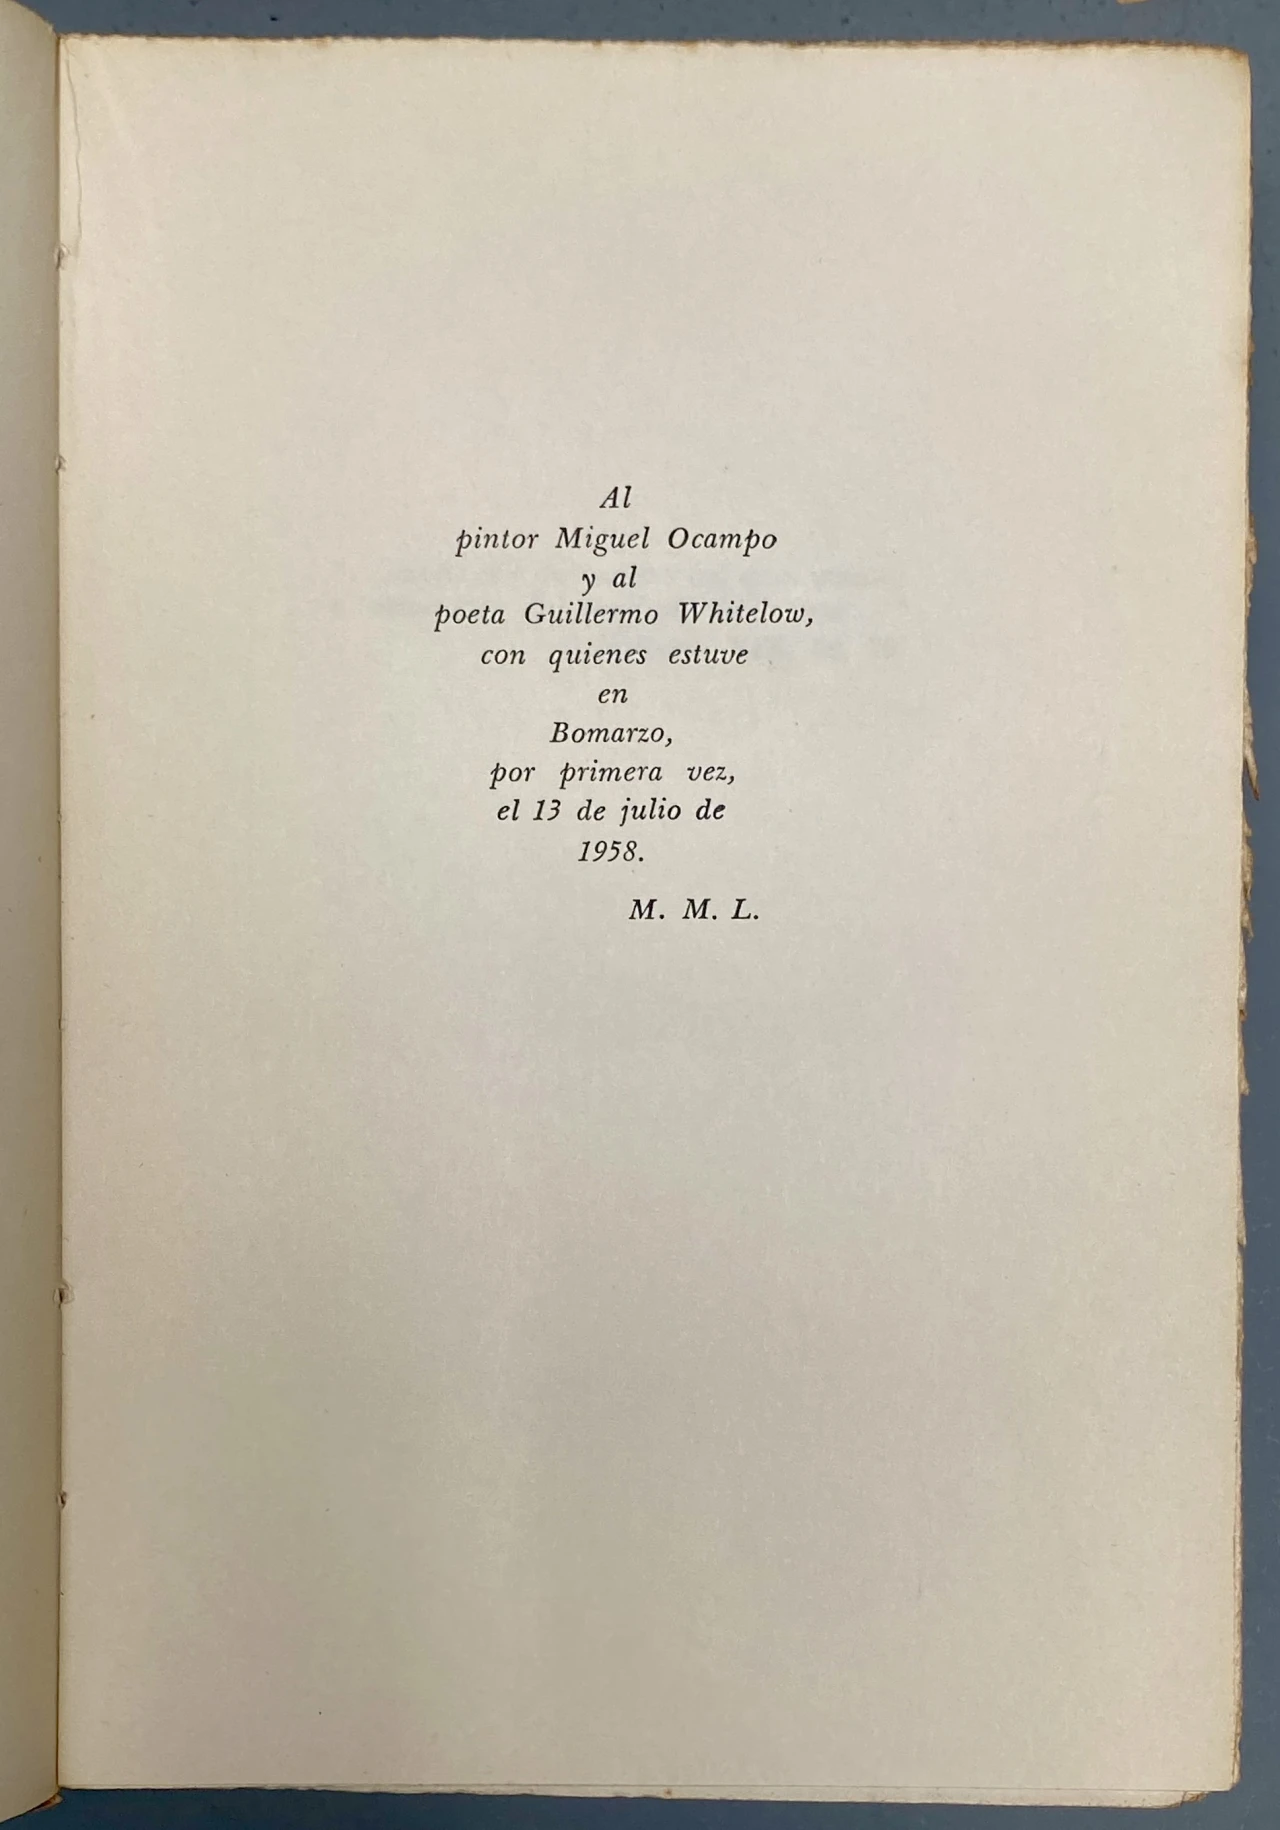 Al
pintor Miguel Ocampo
y al
poeta Guillermo Whitelow,
con quienes estuve
en
Bomarzo,
por primera vez,
el 13 de julio de
1958.
M. M. L.